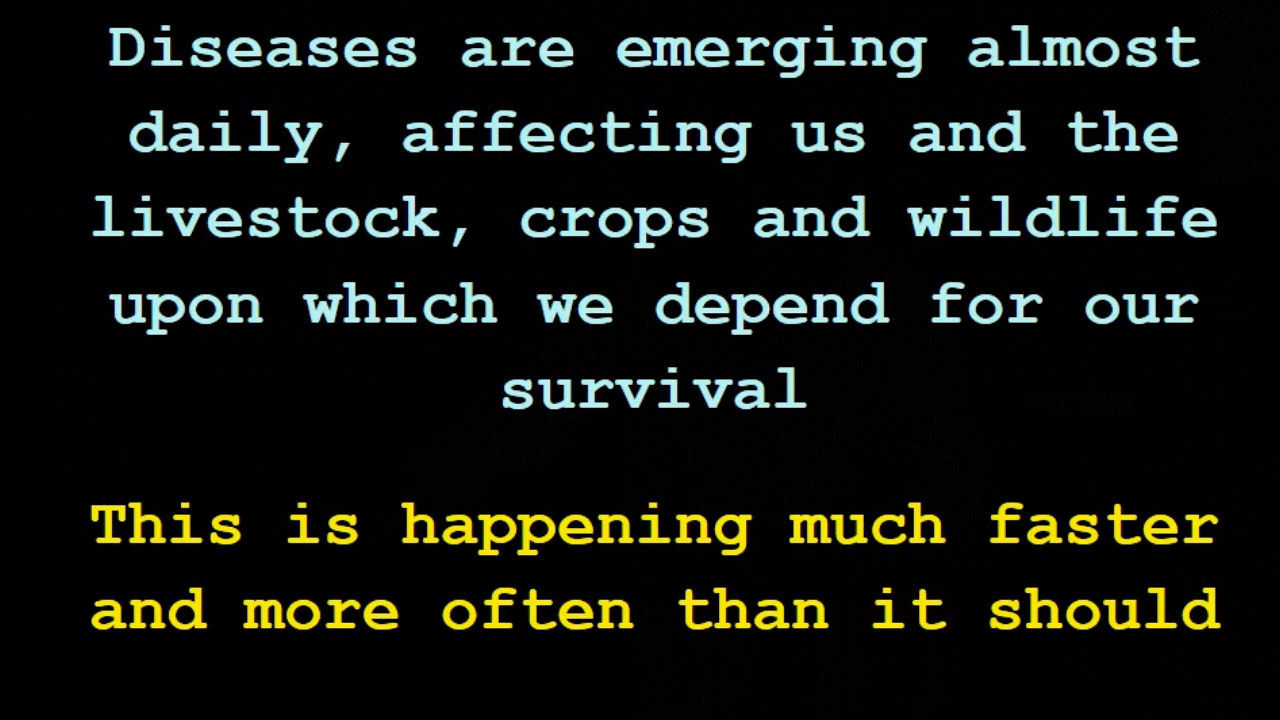 Diseases are emerging almost
daily, affecting us and the
livestock, crops and wildlife
upon which we depend for our
survival
This is happening much faster
and more often than it should